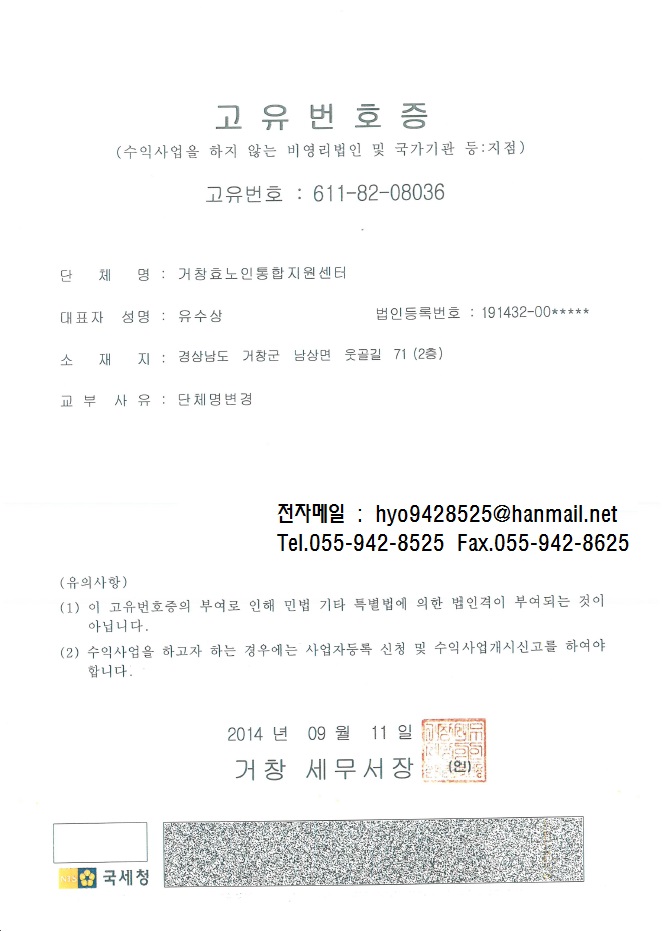 고유번호증
(수익사업을 하지 않는 비영리법인 및 국가기관 등:지점)
고유번호 : 611-82-08036
단 체 명 : 거창효노인통합지원센터
대표자 성명 : 유수상 법인등록번호 : 191432-00*****
소 재 지 : 경상남도 거창군 남상면 웃골길 71 (2층)
교 부 사 유 : 단체명변경
전자메일 : hyo9428525@hanmail.net
Tel.055-942-8525 Fax.055-942-8625
(유의사항)
(1) 이 고유번호증의 부여로 인해 민법 기타 특별법에 의한 법인격이 부여되는 것이
아닙니다.
(2) 수익사업을 하고자 하는 경우에는 사업자등록 신청 및 수익사업개시신고를 하여야
합니다.
2014 년 09 월 11 일
거창 세무서장 (인)
국세청